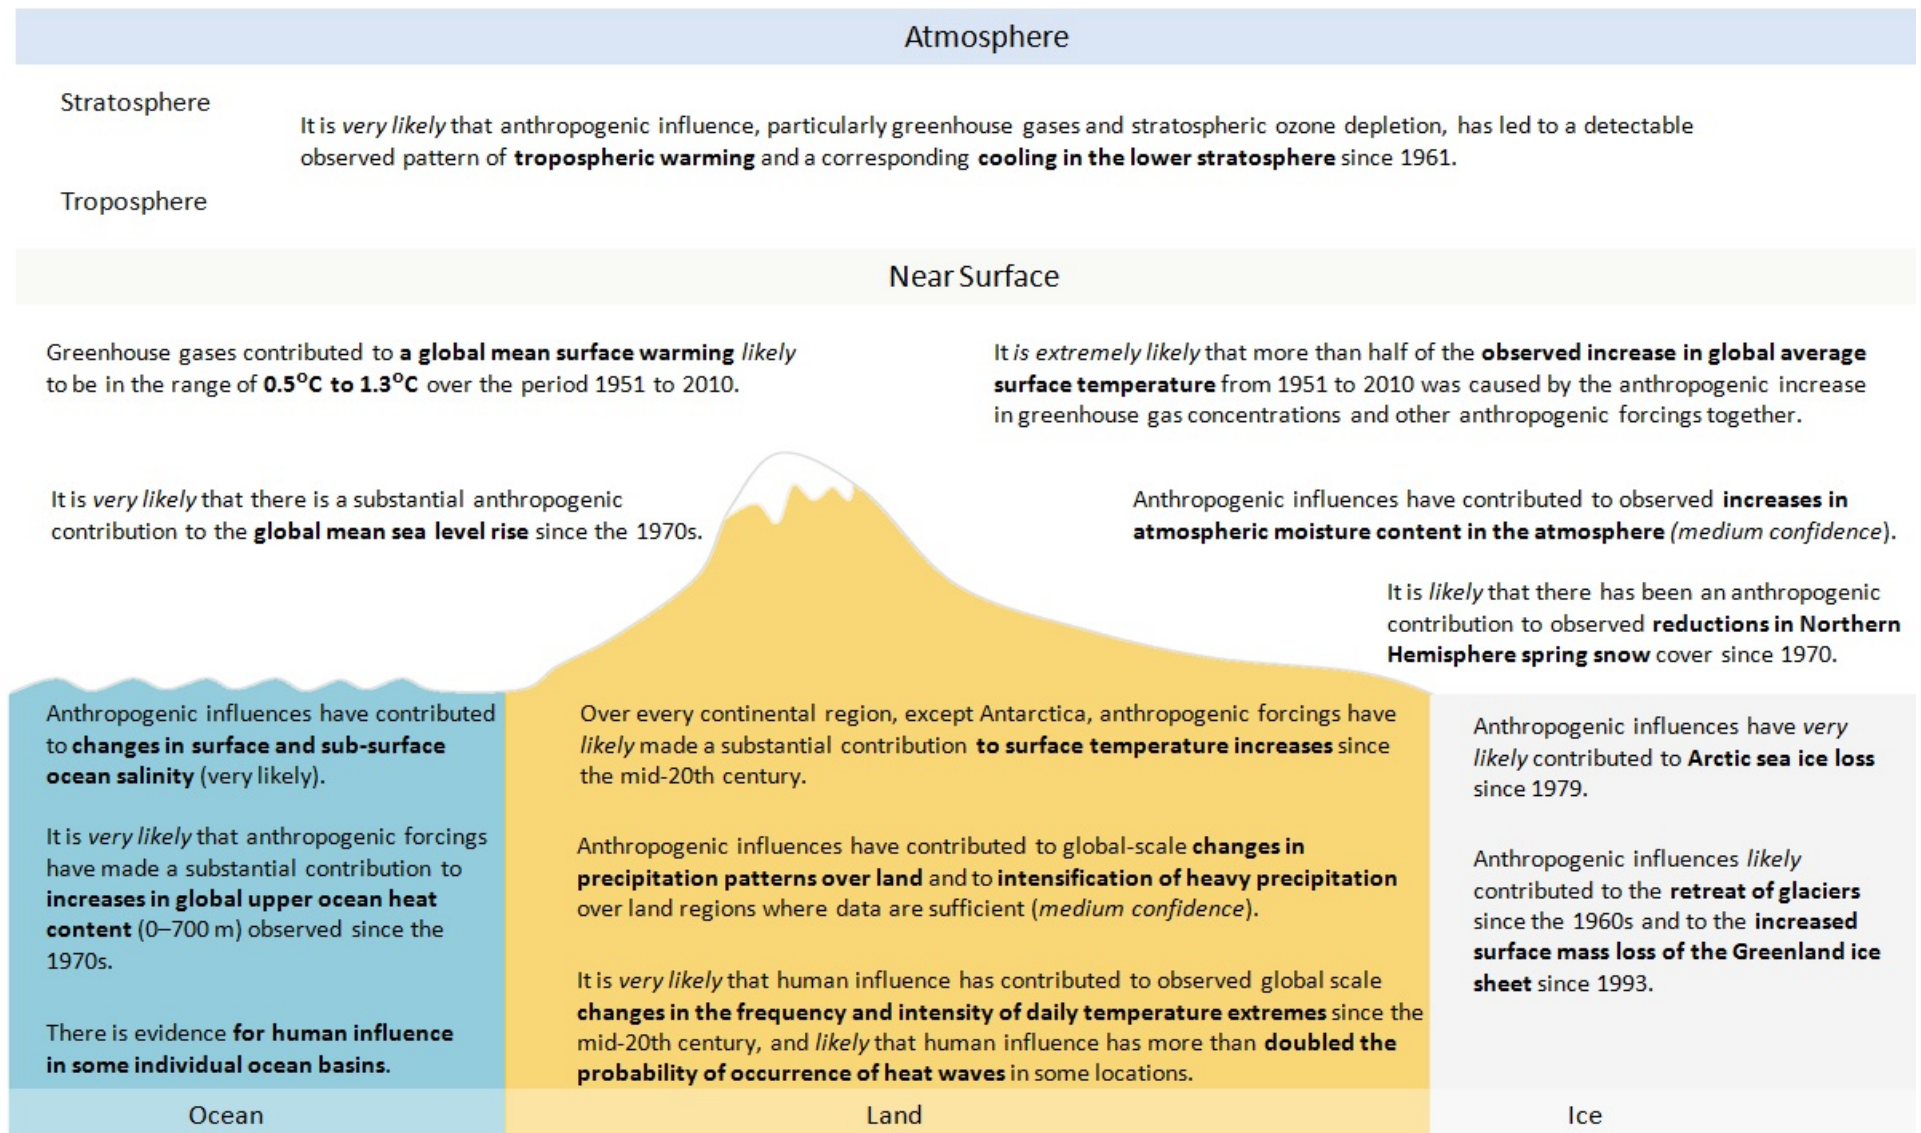 Atmosphere
Stratosphere
It is very likely that anthropogenic influence, particularly greenhouse gases and stratospheric ozone depletion, has led to a detectable
observed pattern of tropospheric warming and a corresponding cooling in the lower stratosphere since 1961.
Troposphere
Near Surface
Greenhouse gases contributed to a global mean surface warming likely
to be in the range of 0.5°C to 1.3°C over the period 1951 to 2010.
It is extremely likely that more than half of the observed increase in global average
surface temperature from 1951 to 2010 was caused by the anthropogenic increase
in greenhouse gas concentrations and other anthropogenic forcings together.
It is very likely that there is a substantial anthropogenic
contribution to the global mean sea level rise since the 1970s.
Anthropogenic influences have contributed to observed increases in
atmospheric moisture content in the atmosphere (medium confidence).
It is likely that there has been an anthropogenic
contribution to observed reductions in Northern
Hemisphere spring snow cover since 1970.
Anthropogenic influences have contributed
to changes in surface and sub-surface
ocean salinity (very likely).
It is very likely that anthropogenic forcings
have made a substantial contribution to
increases in global upper ocean heat
content (0–700 m) observed since the
1970s.
There is evidence for human influence
in some individual ocean basins.
Ocean
Over every continental region, except Antarctica, anthropogenic forcings have
likely made a substantial contribution to surface temperature increases since
the mid-20th century.
Anthropogenic influences have contributed to global-scale changes in
precipitation patterns over land and to intensification of heavy precipitation
over land regions where data are sufficient (medium confidence).
It is very likely that human influence has contributed to observed global scale
changes in the frequency and intensity of daily temperature extremes since the
mid-20th century, and likely that human influence has more than doubled the
probability of occurrence of heat waves in some locations.
Land
Anthropogenic influences have very
likely contributed to Arctic sea ice loss
since 1979.
Anthropogenic influences likely
contributed to the retreat of glaciers
since the 1960s and to the increased
surface mass loss of the Greenland ice
sheet since 1993.
Ice